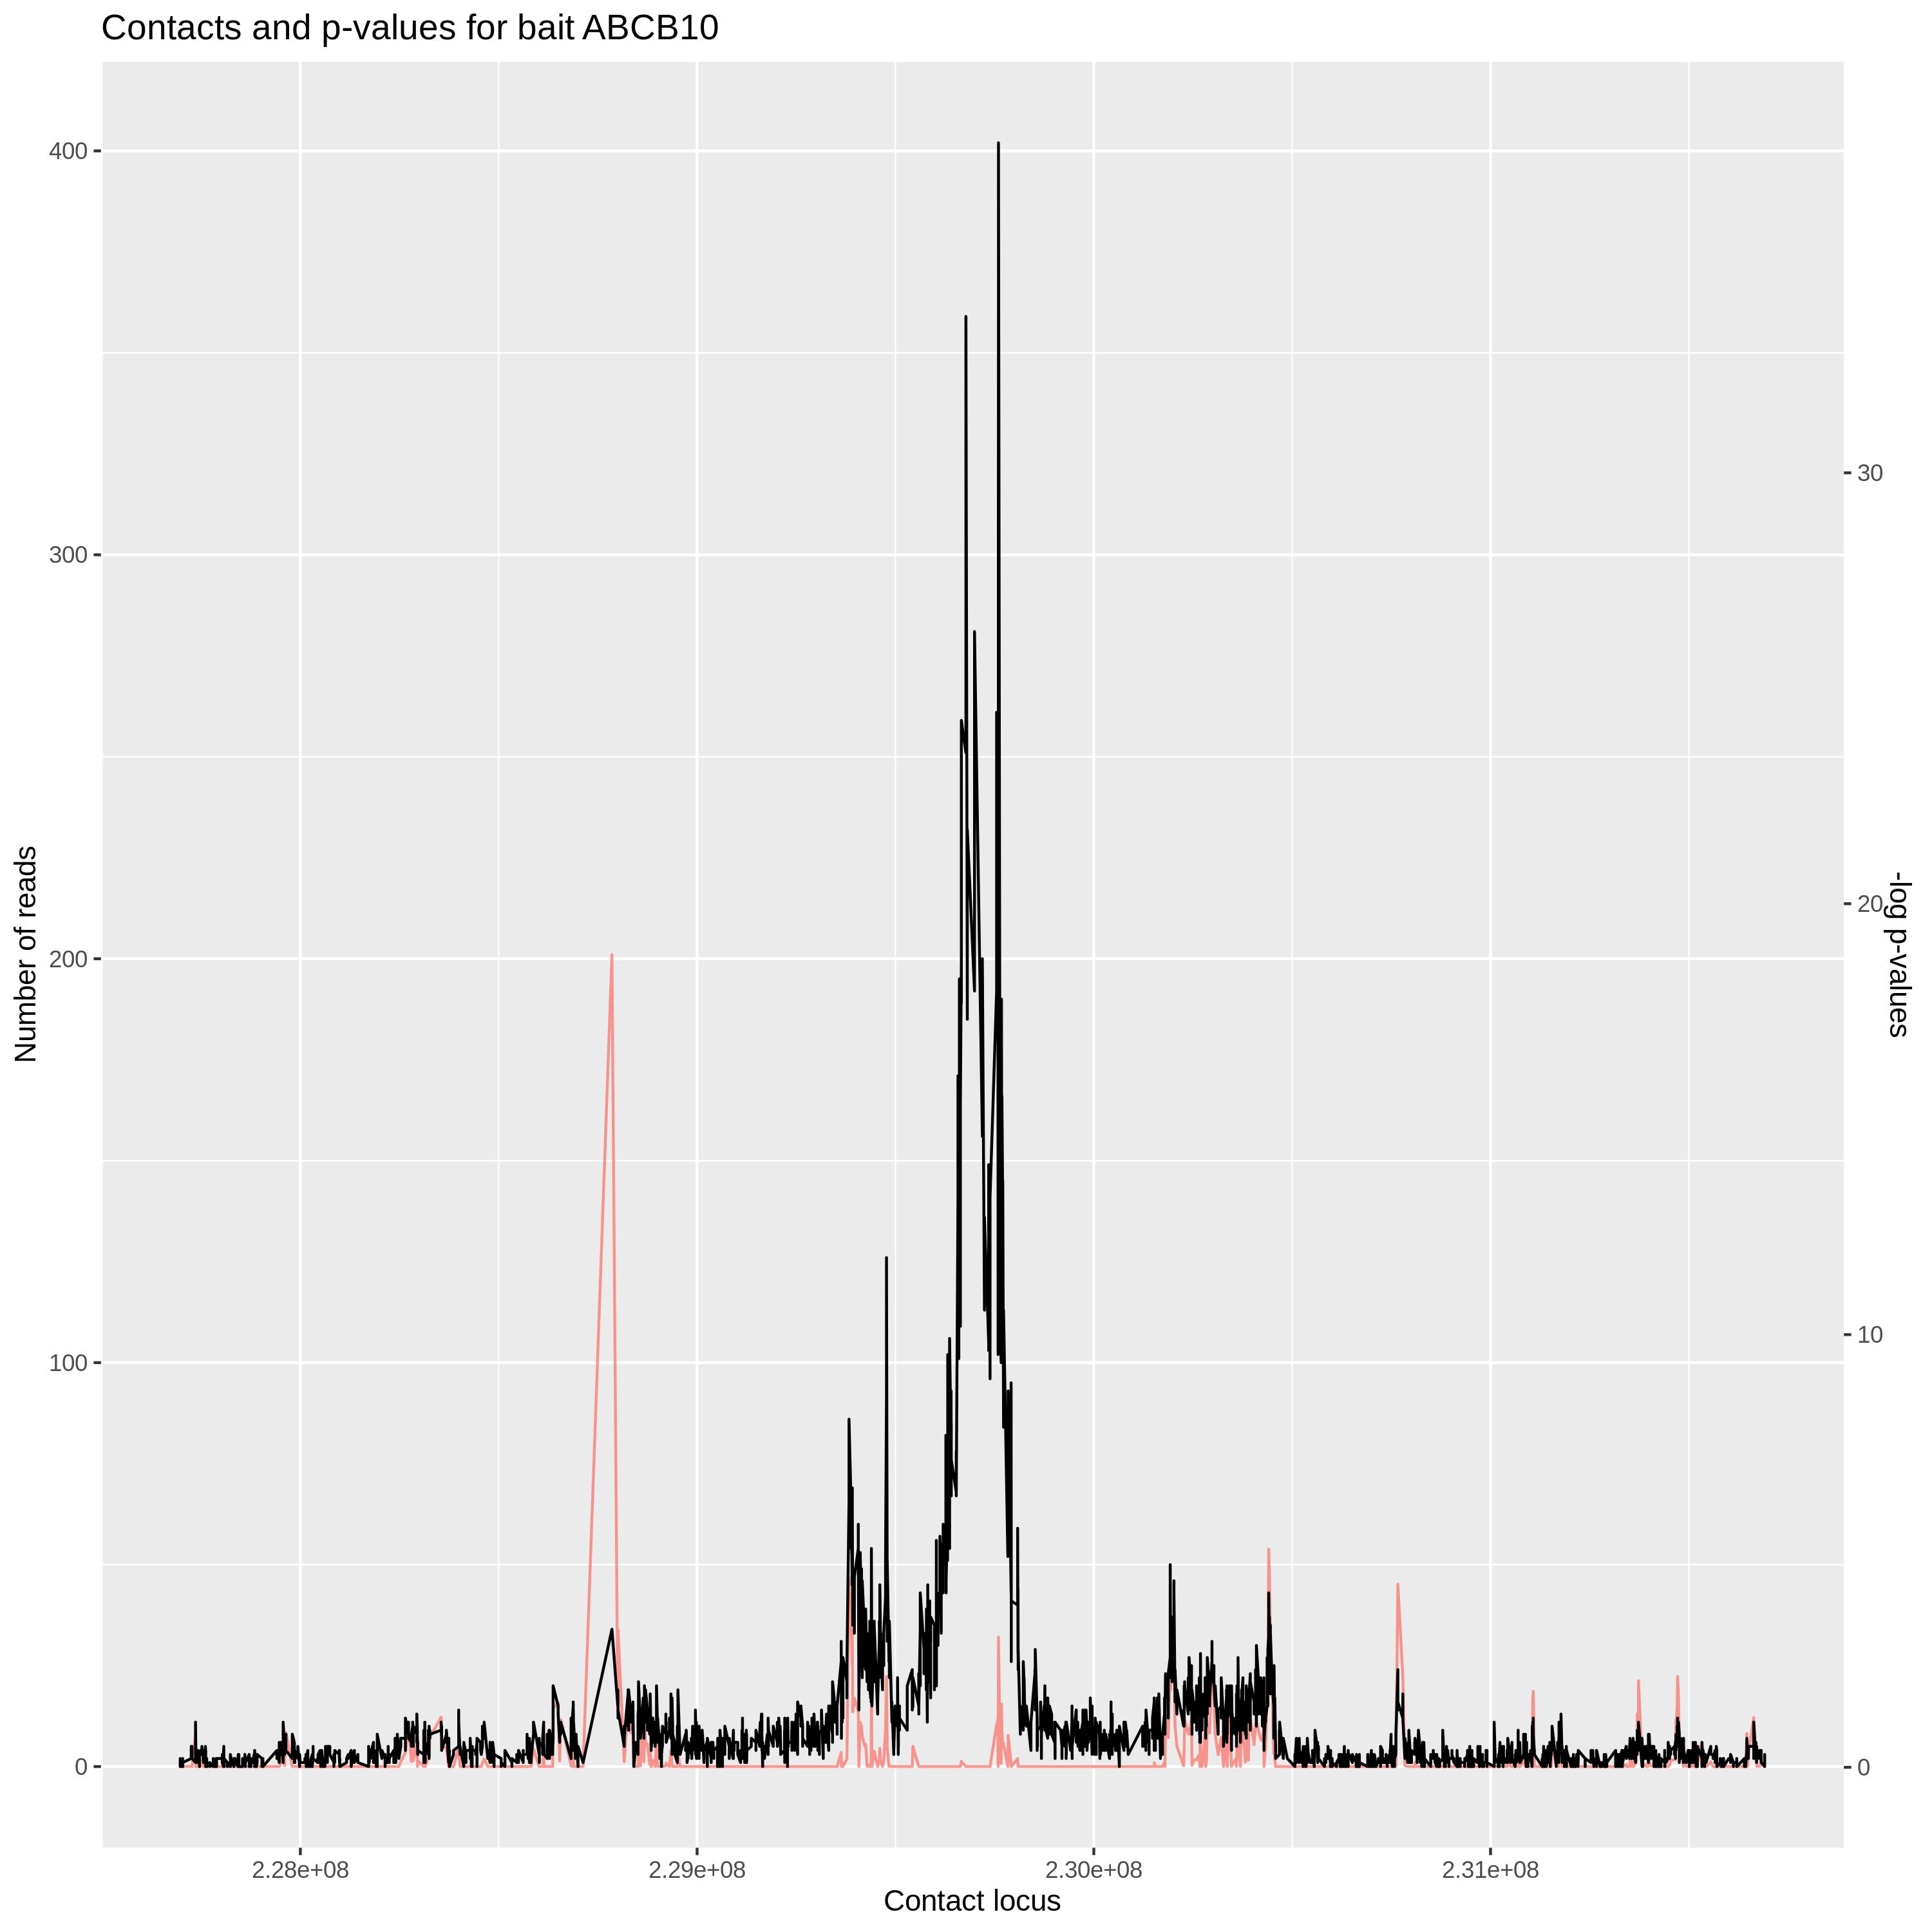 Contacts and p-values for bait ABCB10
400
300
200
100
0
Number of reads
30
20
10
0
-log p-values
2.28e+08
2.29e+08
2.30e+08
2.31e+08
Contact locus